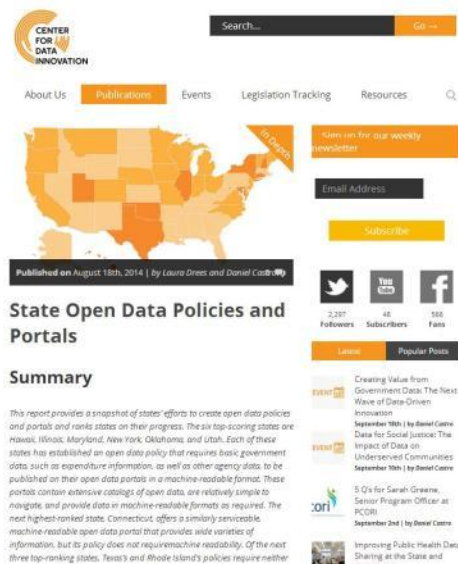 CENTER
FOR
DATA
INNOVATION
Search...
Go →
About Us
Publications
Events
Legislation Tracking
Resources
In Depth
Published on August 18th, 2014 | by Laura Drees and Daniel Castro
Sign up for our weekly
newsletter
Email Address
Subscribe
You
Tube
2,297
Followers
48
Subscribers
588
Fans
State Open Data Policies and
Portals
Summary
This report provides a snapshot of states' efforts to create open data policies
and portals and ranks states on their progress. The six top-scoring states are
Hawaii, Illinois, Maryland, New York, Oklahoma, and Utah. Each of these
states has established an open data policy that requires basic government
data, such as expenditure information, as well as other agency data, to be
published on their open data portals in a machine-readable format. These
portals contain extensive catalogs of open data, are relatively simple to
navigate, and provide data in machine-readable formats as required. The
next highest-ranked state, Connecticut, offers a similarly serviceable,
machine-readable open data portal that provides wide varieties of
information, but its policy does not requiremachine readability. Of the next
three top-ranking states, Texas's and Rhode Island's policies require neither
Latest
Popular Posts
EVENT
Creating Value from
Government Data: The Next
Wave of Data-Driven
Innovation
September 18th | by Daniel Castro
EVENT
Data for Social Justice: The
Impact of Data on
Underserved Communities
September 10th | by Daniel Castro
cori
5 Q's for Sarah Greene,
Senior Program Officer at
PCORI
September 2nd | by Daniel Castro
Improving Public Health Data
Sharing at the State and